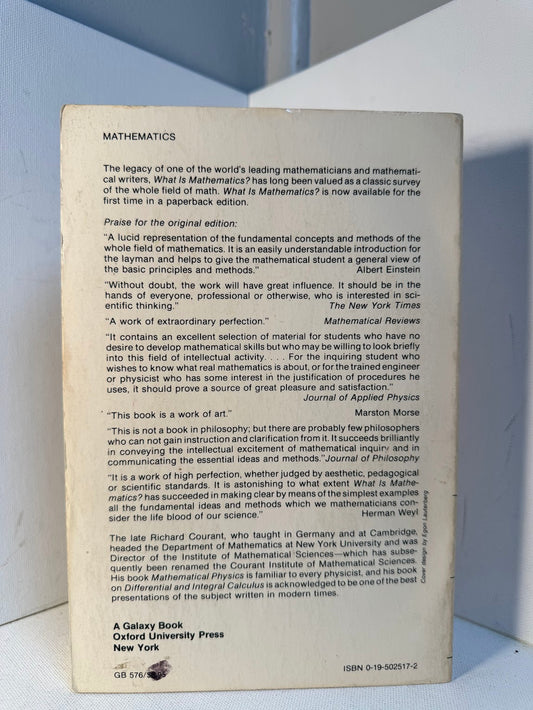 MATHEMATICS
The legacy of one of the world's leading mathematicians and mathemati-
cal writers, What Is Mathematics? has long been valued as a classic survey
of the whole field of math. What Is Mathematics? is now available for the
first time in a paperback edition.
Praise for the original edition:
"A lucid representation of the fundamental concepts and methods of the
whole field of mathematics. It is an easily understandable introduction for
the layman and helps to give the mathematical student a general view of
the basic principles and methods." Albert Einstein
"Without doubt, the work will have great influence. It should be in the
hands of everyone, professional or otherwise, who is interested in sci-
entific thinking." The New York Times
"A work of extraordinary perfection." Mathematical Reviews
"It contains an excellent selection of material for students who have no
desire to develop mathematical skills but who may be willing to look briefly
into this field of intellectual activity. . . . For the inquiring student who
wishes to know what real mathematics is about, or for the trained engineer
or physicist who has some interest in the justification of procedures he
uses, it should prove a source of great pleasure and satisfaction."
Journal of Applied Physics
"This book is a work of art." Marston Morse
"This is not a book in philosophy; but there are probably few philosophers
who can not gain instruction and clarification from it. It succeeds brilliantly
in conveying the intellectual excitement of mathematical inquiry and in
communicating the essential ideas and methods." Journal of Philosophy
"It is a work of high perfection, whether judged by aesthetic, pedagogical
or scientific standards. It is astonishing to what extent What Is Mathe-
matics? has succeeded in making clear by means of the simplest examples
all the fundamental ideas and methods which we mathematicians con-
sider the life blood of our science." Herman Weyl
The late Richard Courant, who taught in Germany and at Cambridge,
headed the Department of Mathematics at New York University and was
Director of the Institute of Mathematical Sciences—which has subse-
quently been renamed the Courant Institute of Mathematical Sciences.
His book Mathematical Physics is familiar to every physicist, and his book
on Differential and Integral Calculus is acknowledged to be one of the best
presentations of the subject written in modern times.
Cover design by Egon Lauterberg
A Galaxy Book
Oxford University Press
New York
GB 576/
ISBN 0-19-502517-2